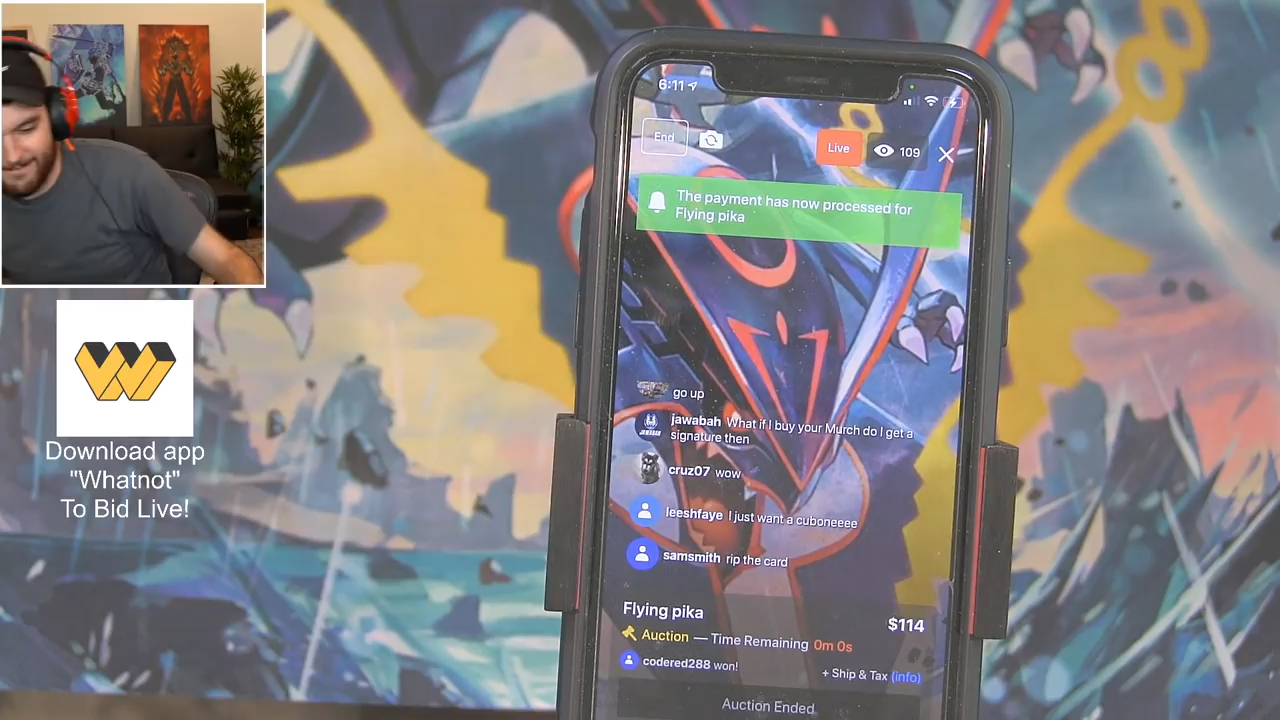 6:11
End
Live
109
The payment has now processed for
Flying pika
go up
jawabah What if I buy your Murch do I get a
signature then
cruz07 wow
leeshfaye I just want a cuboneeee
samsmith rip the card
Flying pika
$114
Auction — Time Remaining 0m 0s
codered288 won!
+ Ship & Tax (info)
Auction Ended
Download app
"Whatnot"
To Bid Live!